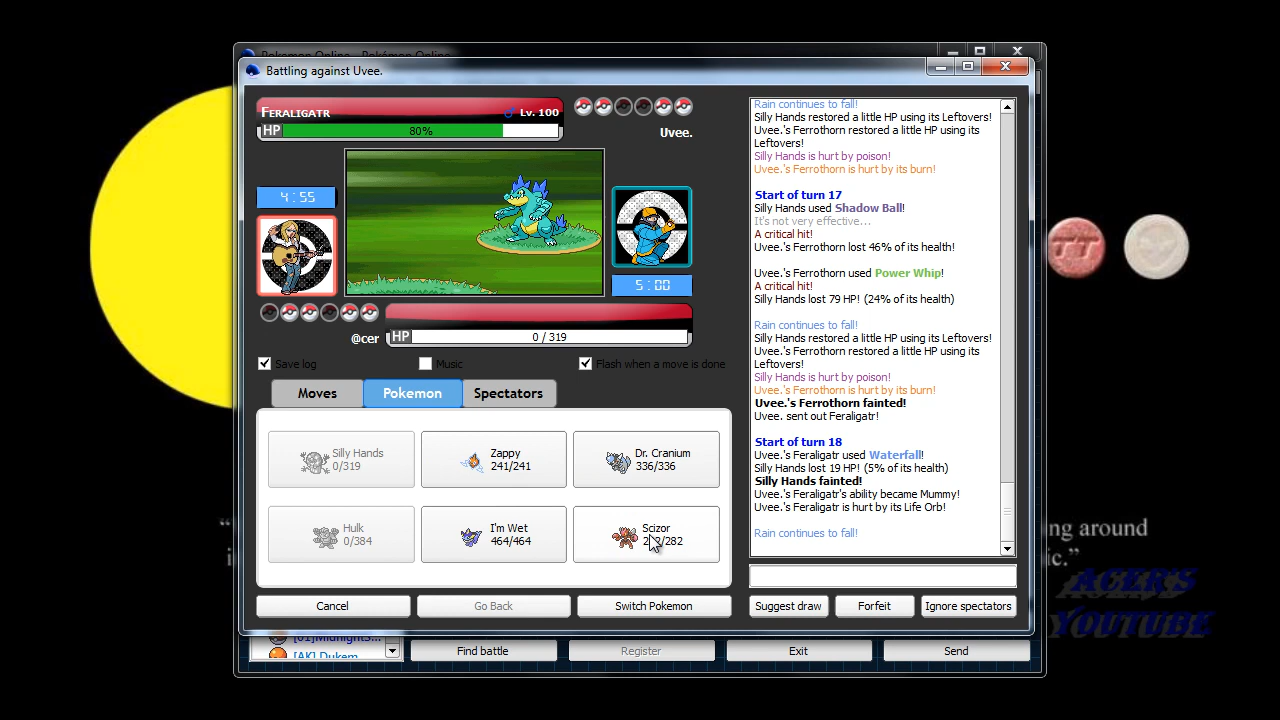 Pokemon Online - Pokémon Online
Battling against Uvee.
FERALIGATR
Lv. 100
HP
80%
Uvee.
4:55
5:00
@cer
HP
0 / 319
Save log
Music
Flash when a move is done
Moves
Pokemon
Spectators
Silly Hands
0/319
Zappy
241/241
Dr. Cranium
336/336
Hulk
0/384
I'm Wet
464/464
Scizor
/282
Cancel
Go Back
Switch Pokemon
Rain continues to fall!
Silly Hands restored a little HP using its Leftovers!
Uvee.'s Ferrothorn restored a little HP using its
Leftovers!
Silly Hands is hurt by poison!
Uvee.'s Ferrothorn is hurt by its burn!
Start of turn 17
Silly Hands used Shadow Ball!
It's not very effective...
A critical hit!
Uvee.'s Ferrothorn lost 46% of its health!
Uvee.'s Ferrothorn used Power Whip!
A critical hit!
Silly Hands lost 79 HP! (24% of its health)
Rain continues to fall!
Silly Hands restored a little HP using its Leftovers!
Uvee.'s Ferrothorn restored a little HP using its
Leftovers!
Silly Hands is hurt by poison!
Uvee.'s Ferrothorn is hurt by its burn!
Uvee.'s Ferrothorn fainted!
Uvee. sent out Feraligatr!
Start of turn 18
Uvee.'s Feraligatr used Waterfall!
Silly Hands lost 19 HP! (5% of its health)
Silly Hands fainted!
Uvee.'s Feraligatr's ability became Mummy!
Uvee.'s Feraligatr is hurt by its Life Orb!
Rain continues to fall!
Suggest draw
Forfeit
Ignore spectators
[AK] Dukem
Find battle
Register
Exit
Send
TT
ng around
ic.”
ACER'S
YOUTUBE